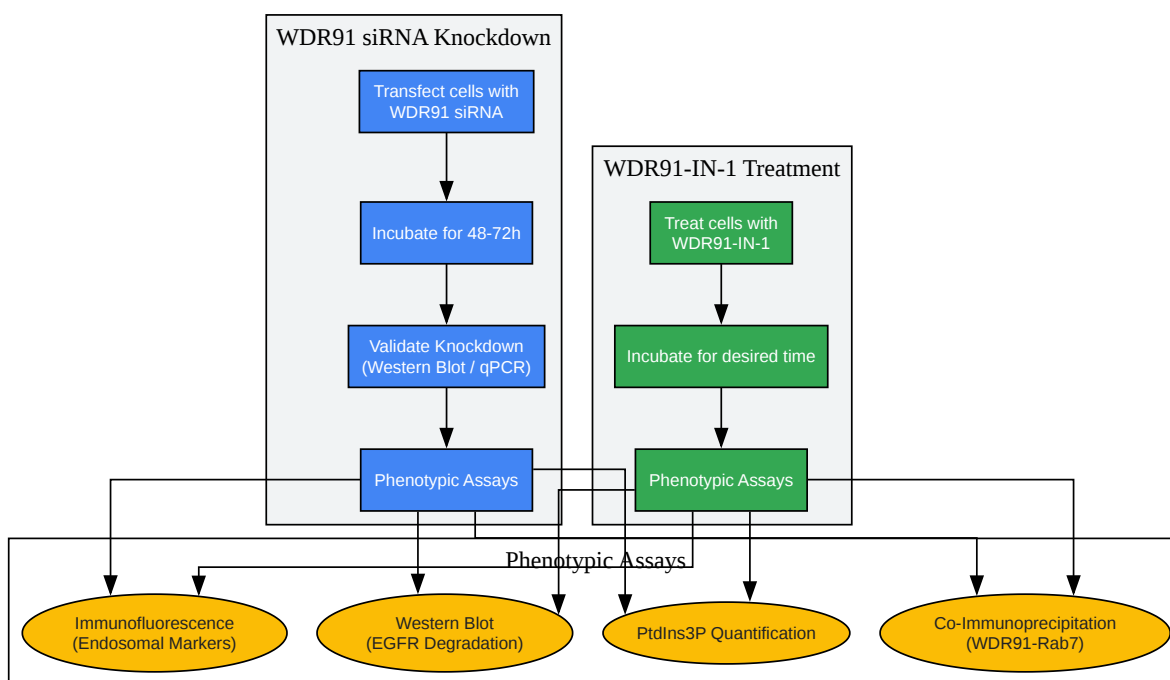 WDR91 siRNA Knockdown
Transfect cells with
WDR91 siRNA
Incubate for 48-72h
Validate Knockdown
(Western Blot / qPCR)
Phenotypic Assays
WDR91-IN-1 Treatment
Treat cells with
WDR91-IN-1
Incubate for desired time
Phenotypic Assays
Phenotypic Assays
Immunofluorescence
(Endosomal Markers)
Western Blot
(EGFR Degradation)
PtdIns3P Quantification
Co-Immunoprecipitation
(WDR91-Rab7)